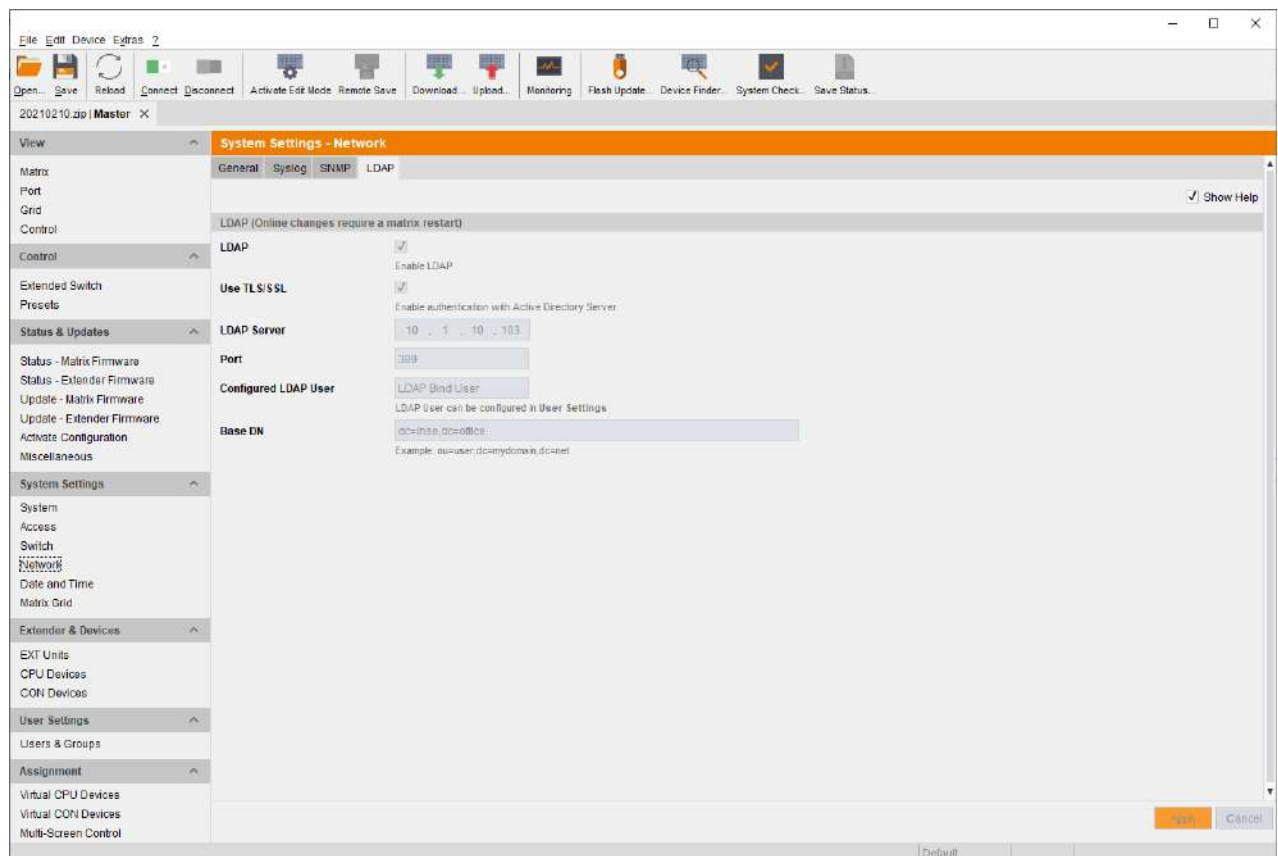 File Edit Device Extras ?
Open... Save Reload Connect Disconnect Activate Edit Mode Remote Save Download... Upload... Monitoring Flash Update... Device Finder... System Check... Save Status...
20210210.zip | Master ×
View
Matrix
Port
Grid
Control
Control
Extended Switch
Presets
Status & Updates
Status - Matrix Firmware
Status - Extender Firmware
Update - Matrix Firmware
Update - Extender Firmware
Activate Configuration
Miscellaneous
System Settings
System
Access
Switch
Network
Date and Time
Matrix Grid
Extender & Devices
EXT Units
CPU Devices
CON Devices
User Settings
Users & Groups
Assignment
Virtual CPU Devices
Virtual CON Devices
Multi-Screen Control
System Settings - Network
General Syslog SNMP LDAP
Show Help
LDAP (Online changes require a matrix restart)
LDAP
Enable LDAP
Use TLS/SSL
Enable authentication with Active Directory Server
LDAP Server 10 . 1 . 10 . 103
Port 389
Configured LDAP User LDAP Bind User
LDAP User can be configured in User Settings
Base DN dc=ihse,dc=office
Example: ou=user,dc=mydomain,dc=net
Apply Cancel
Default